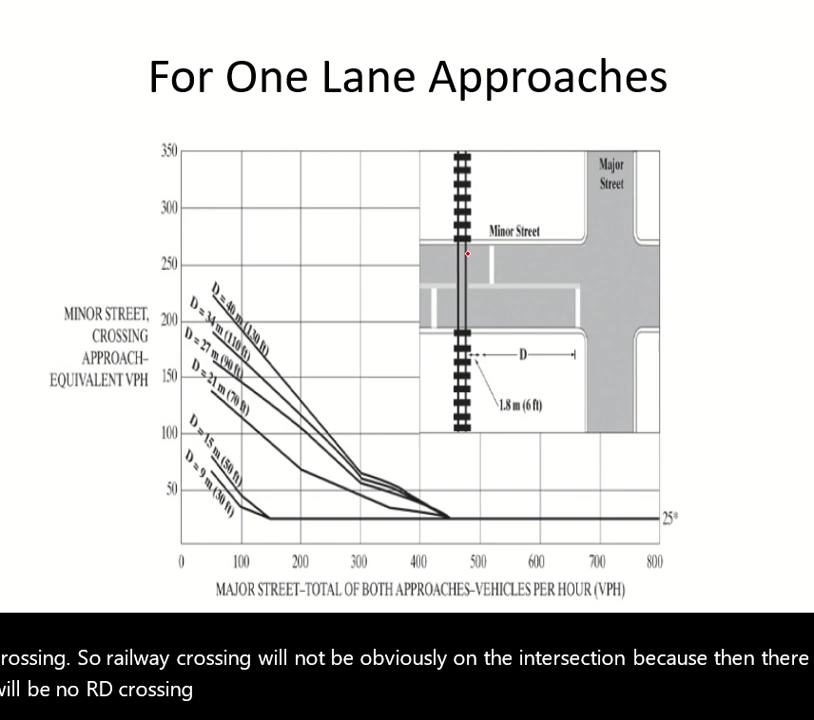 For One Lane Approaches
350
300
250
200
150
100
50
MINOR STREET,
CROSSING
APPROACH–
EQUIVALENT VPH
D = 40 m (130 ft)
D = 34 m (110 ft)
D = 27 m (90 ft)
D = 21 m (70 ft)
D = 15 m (50 ft)
D = 9 m (30 ft)
Major
Street
Minor Street
D
1.8 m (6 ft)
25*
0 100 200 300 400 500 600 700 800
MAJOR STREET–TOTAL OF BOTH APPROACHES–VEHICLES PER HOUR (VPH)
rossing. So railway crossing will not be obviously on the intersection because then there
will be no RD crossing